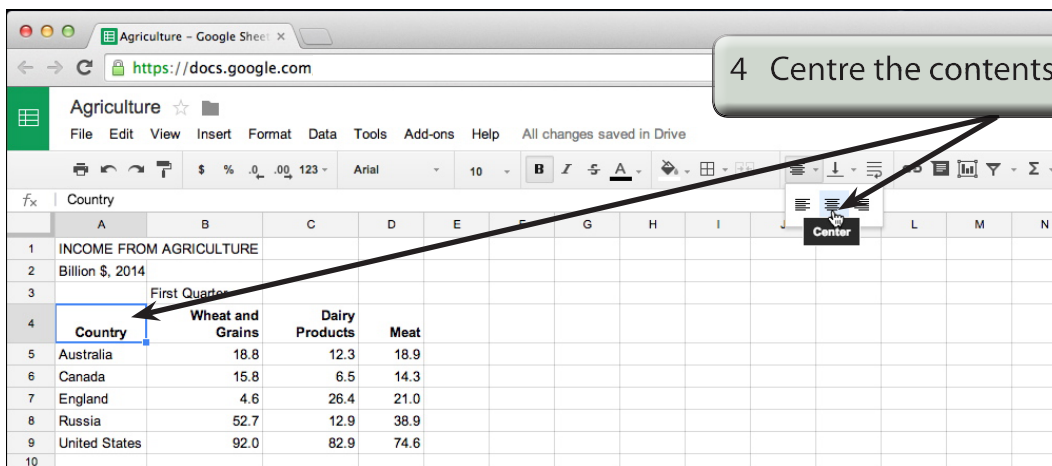 Agriculture – Google Sheet ×
https://docs.google.com
4 Centre the contents
Agriculture
File Edit View Insert Format Data Tools Add-ons Help All changes saved in Drive
$ % .0 .00 123 Arial 10 B I S A Σ
fx Country
Center
A B C D E F G H I J L M N
1 INCOME FROM AGRICULTURE
2 Billion $, 2014
3 First Quarter
4 Country Wheat and Grains Dairy Products Meat
5 Australia 18.8 12.3 18.9
6 Canada 15.8 6.5 14.3
7 England 4.6 26.4 21.0
8 Russia 52.7 12.9 38.9
9 United States 92.0 82.9 74.6
10